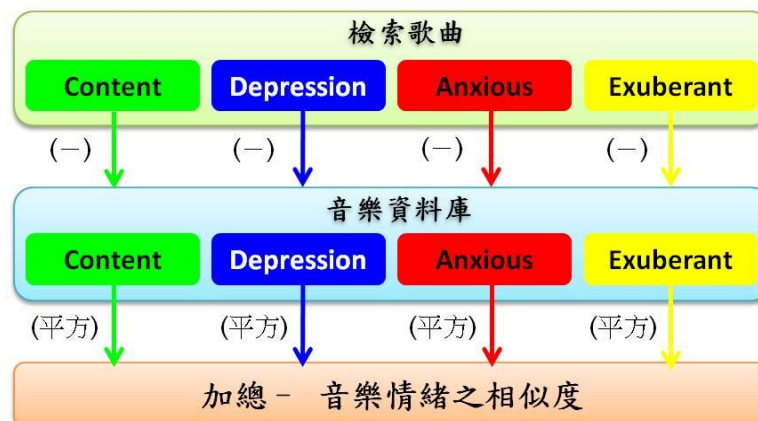 檢索歌曲
Content Depression Anxious Exuberant
(－) (－) (－) (－)
音樂資料庫
Content Depression Anxious Exuberant
(平方) (平方) (平方) (平方)
加總－ 音樂情緒之相似度